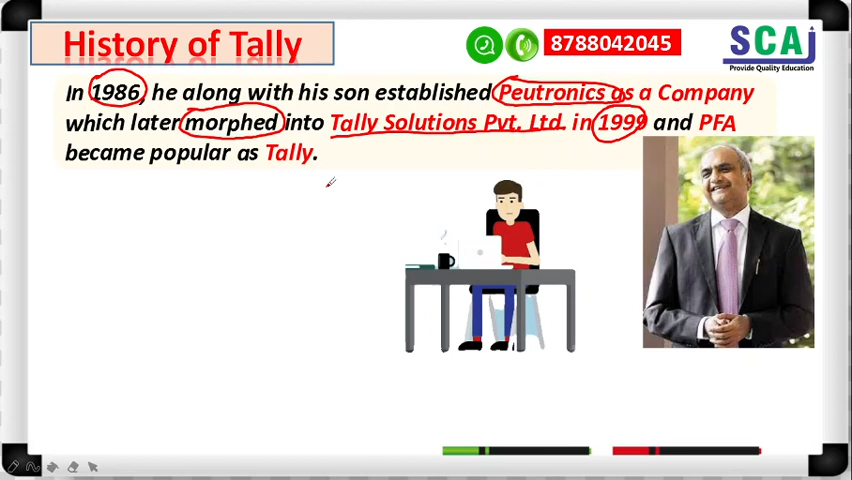 History of Tally
8788042045
SCA
Provide Quality Education
In 1986, he along with his son established Peutronics as a Company
which later morphed into Tally Solutions Pvt. Ltd. in 1999 and PFA
became popular as Tally.